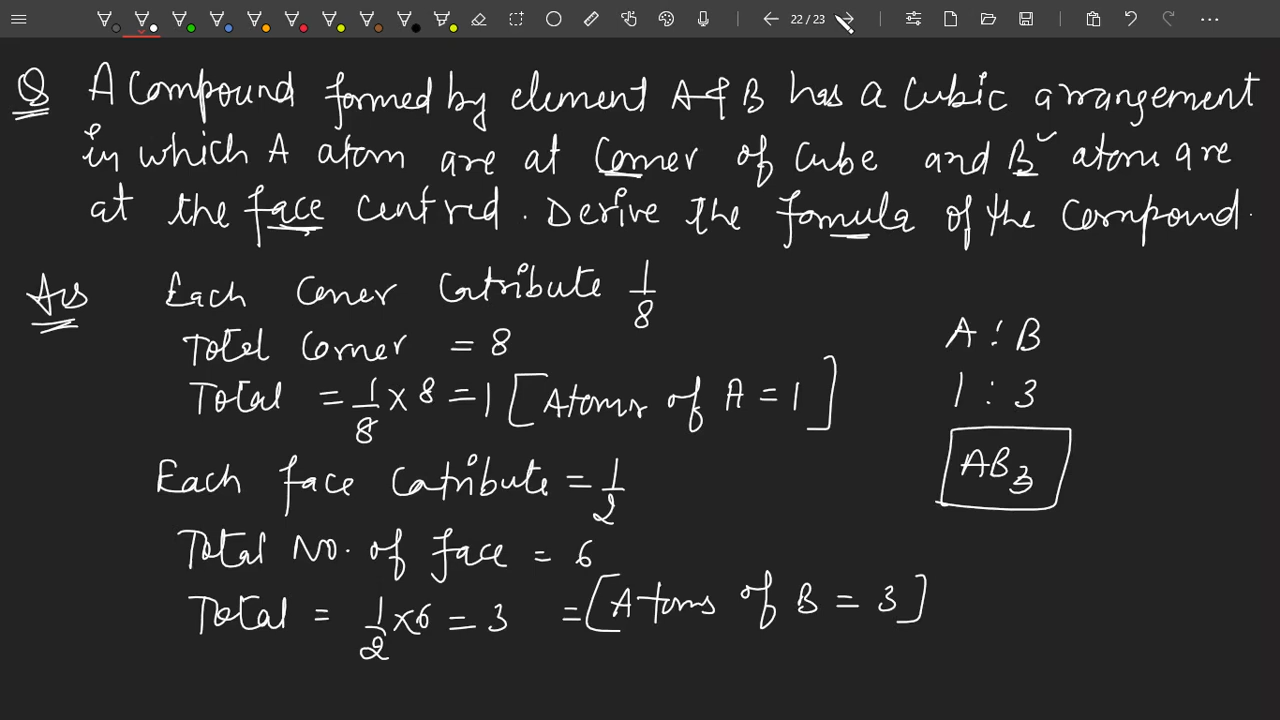 22 / 23
Q A Compound formed by element A & B has a Cubic arrangement
in which A atom are at Corner of Cube and B atom are
at the face Centred. Derive the formula of the Compound.
Ans Each Corner Contribute 1/8
Total Corner = 8
Total = 1/8 × 8 = 1 [Atoms of A = 1]
Each face Contribute = 1/2
Total No. of face = 6
Total = 1/2 × 6 = 3 = [Atoms of B = 3]
A : B
1 : 3
AB₃